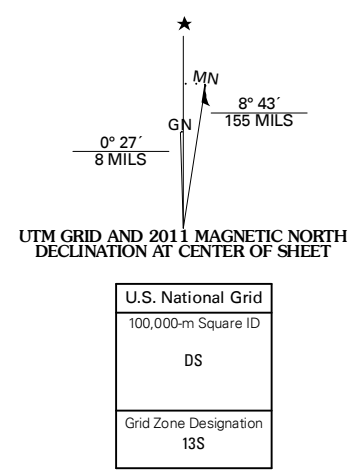 MN
GN
8° 43´
155 MILS
0° 27´
8 MILS
UTM GRID AND 2011 MAGNETIC NORTH
DECLINATION AT CENTER OF SHEET
U.S. National Grid
100,000-m Square ID
DS
Grid Zone Designation
13S